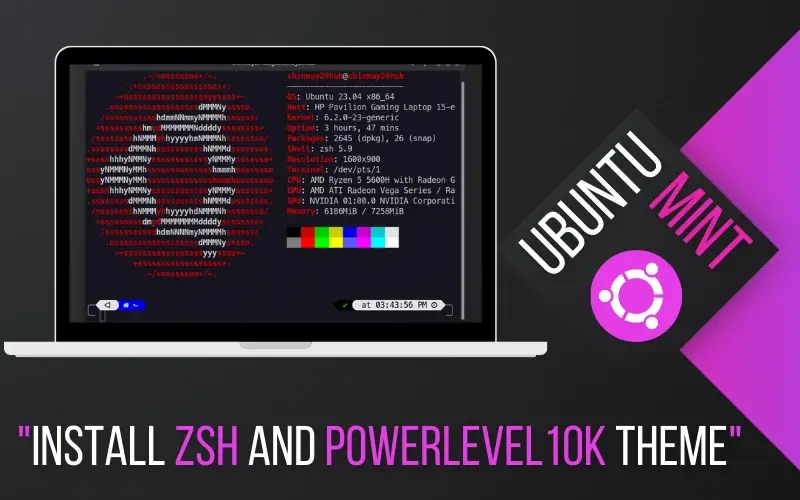 chinmay29hub@chinmay29hub
OS: Ubuntu 23.04 x86_64
Host: HP Pavilion Gaming Laptop 15-e
Kernel: 6.2.0-23-generic
Uptime: 3 hours, 47 mins
Packages: 2645 (dpkg), 26 (snap)
Shell: zsh 5.9
Resolution: 1600x900
Terminal: /dev/pts/1
CPU: AMD Ryzen 5 5600H with Radeon G
GPU: AMD ATI Radeon Vega Series / Ra
GPU: NVIDIA 01:00.0 NVIDIA Corporati
Memory: 6186MiB / 7258MiB
~
at 03:43:56 PM
UBUNTU
MINT
"INSTALL ZSH AND POWERLEVEL10K THEME"